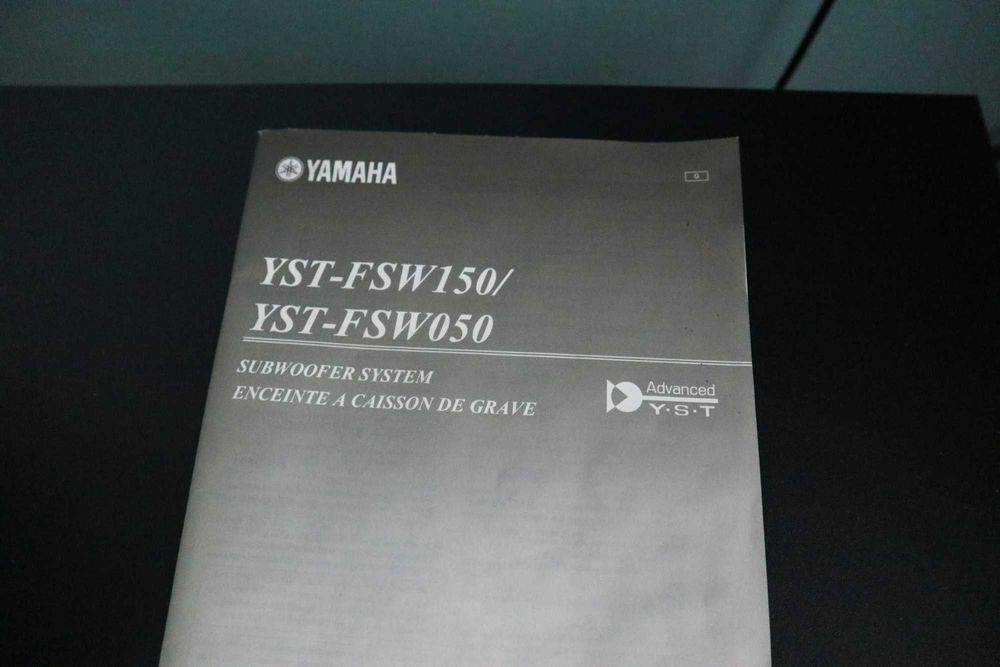 YAMAHA
G
YST-FSW150/
YST-FSW050
SUBWOOFER SYSTEM
ENCEINTE A CAISSON DE GRAVE
Advanced
Y·S·T